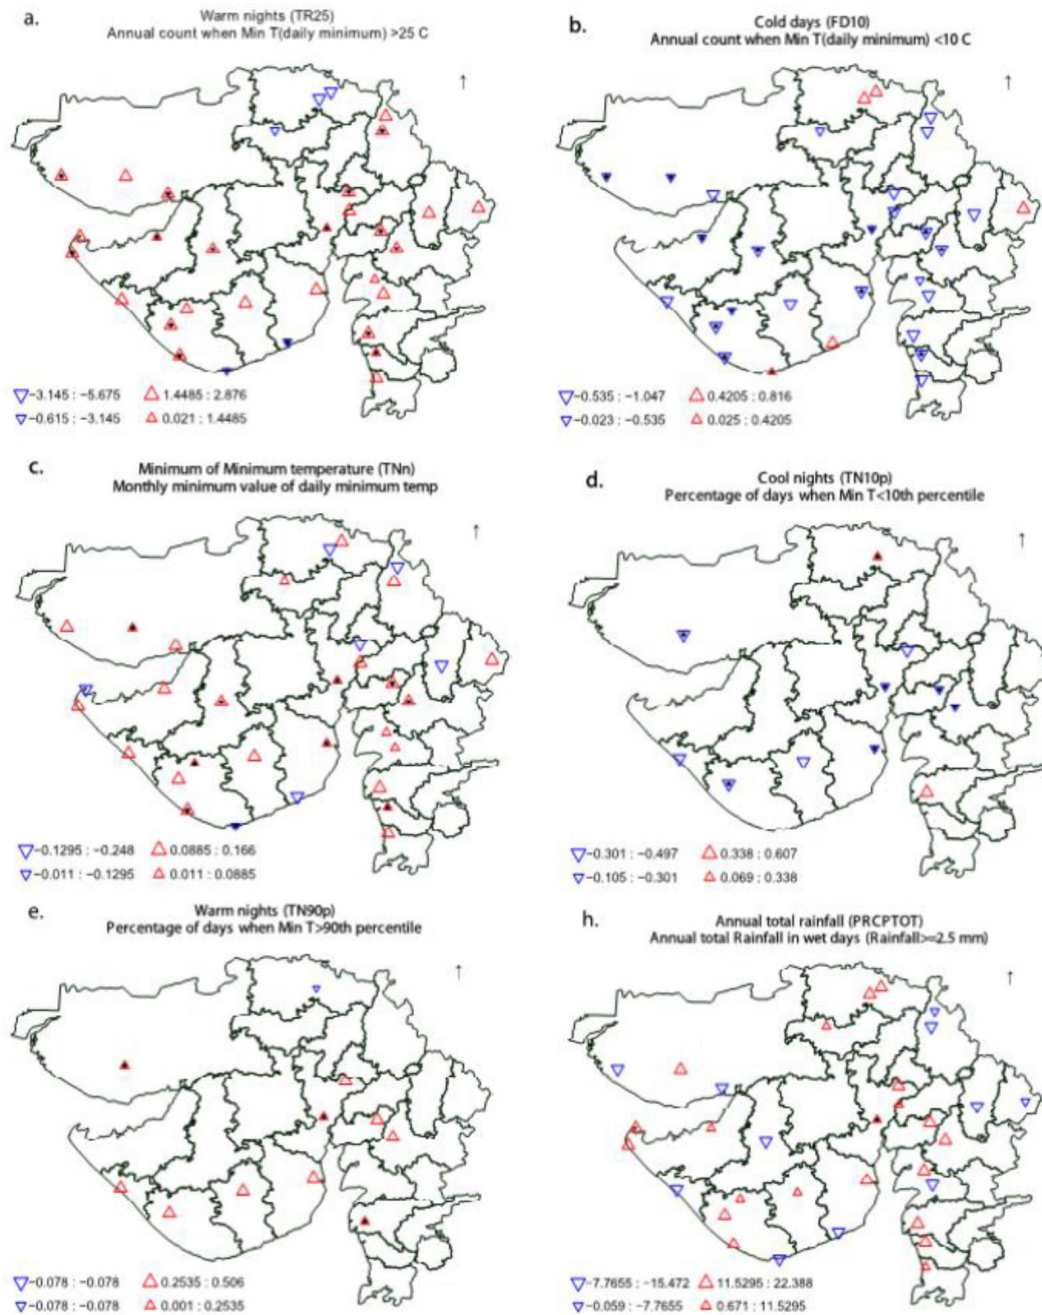 a.
Warm nights (TR25)
Annual count when Min T(daily minimum) >25 C
↑
−3.145 : −5.675
1.4485 : 2.876
−0.615 : −3.145
0.021 : 1.4485
b.
Cold days (FD10)
Annual count when Min T(daily minimum) <10 C
↑
−0.535 : −1.047
0.4205 : 0.816
−0.023 : −0.535
0.025 : 0.4205
c.
Minimum of Minimum temperature (TNn)
Monthly minimum value of daily minimum temp
↑
−0.1295 : −0.248
0.0885 : 0.166
−0.011 : −0.1295
0.011 : 0.0885
d.
Cool nights (TN10p)
Percentage of days when Min T<10th percentile
↑
−0.301 : −0.497
0.338 : 0.607
−0.105 : −0.301
0.069 : 0.338
e.
Warm nights (TN90p)
Percentage of days when Min T>90th percentile
↑
−0.078 : −0.078
0.2535 : 0.506
−0.078 : −0.078
0.001 : 0.2535
h.
Annual total rainfall (PRCPTOT)
Annual total Rainfall in wet days (Rainfall>=2.5 mm)
↑
−7.7655 : −15.472
11.5295 : 22.388
−0.059 : −7.7655
0.671 : 11.5295